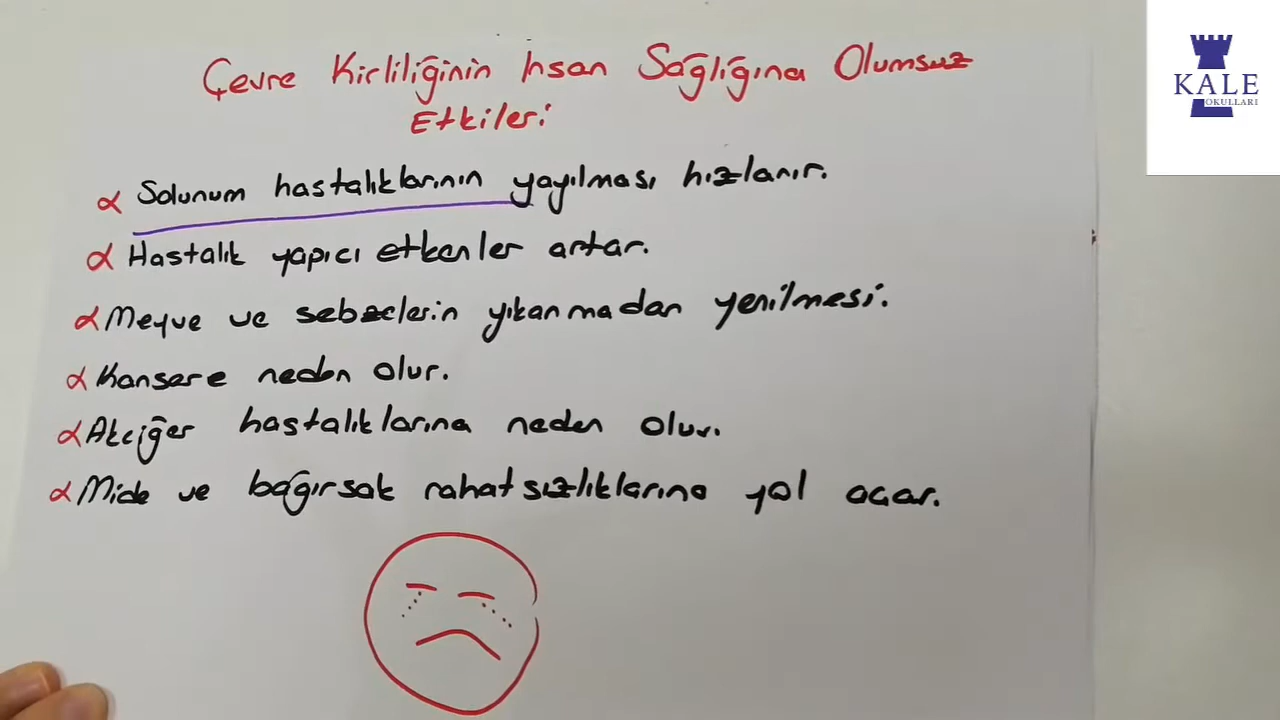 Çevre Kirliliğinin İnsan Sağlığına Olumsuz
Etkileri
Solunum hastalıklarının yayılması hızlanır.
Hastalık yapıcı etkenler artar.
Meyve ve sebzelerin yıkanmadan yenilmesi.
Kansere neden olur.
Akciğer hastalıklarına neden olur.
Mide ve bağırsak rahatsızlıklarına yol açar.
KALE
OKULLARI